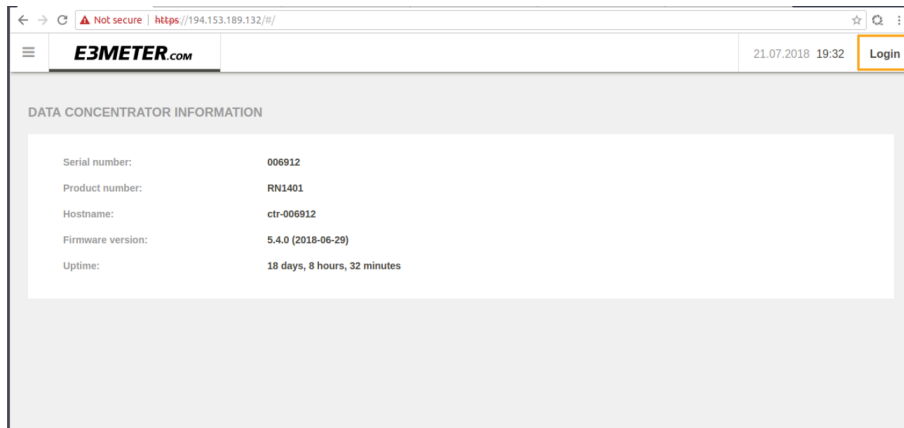 Not secure | https://194.153.189.132/#/
E3METER.COM
21.07.2018 19:32 Login
DATA CONCENTRATOR INFORMATION
Serial number: 006912
Product number: RN1401
Hostname: ctr-006912
Firmware version: 5.4.0 (2018-06-29)
Uptime: 18 days, 8 hours, 32 minutes